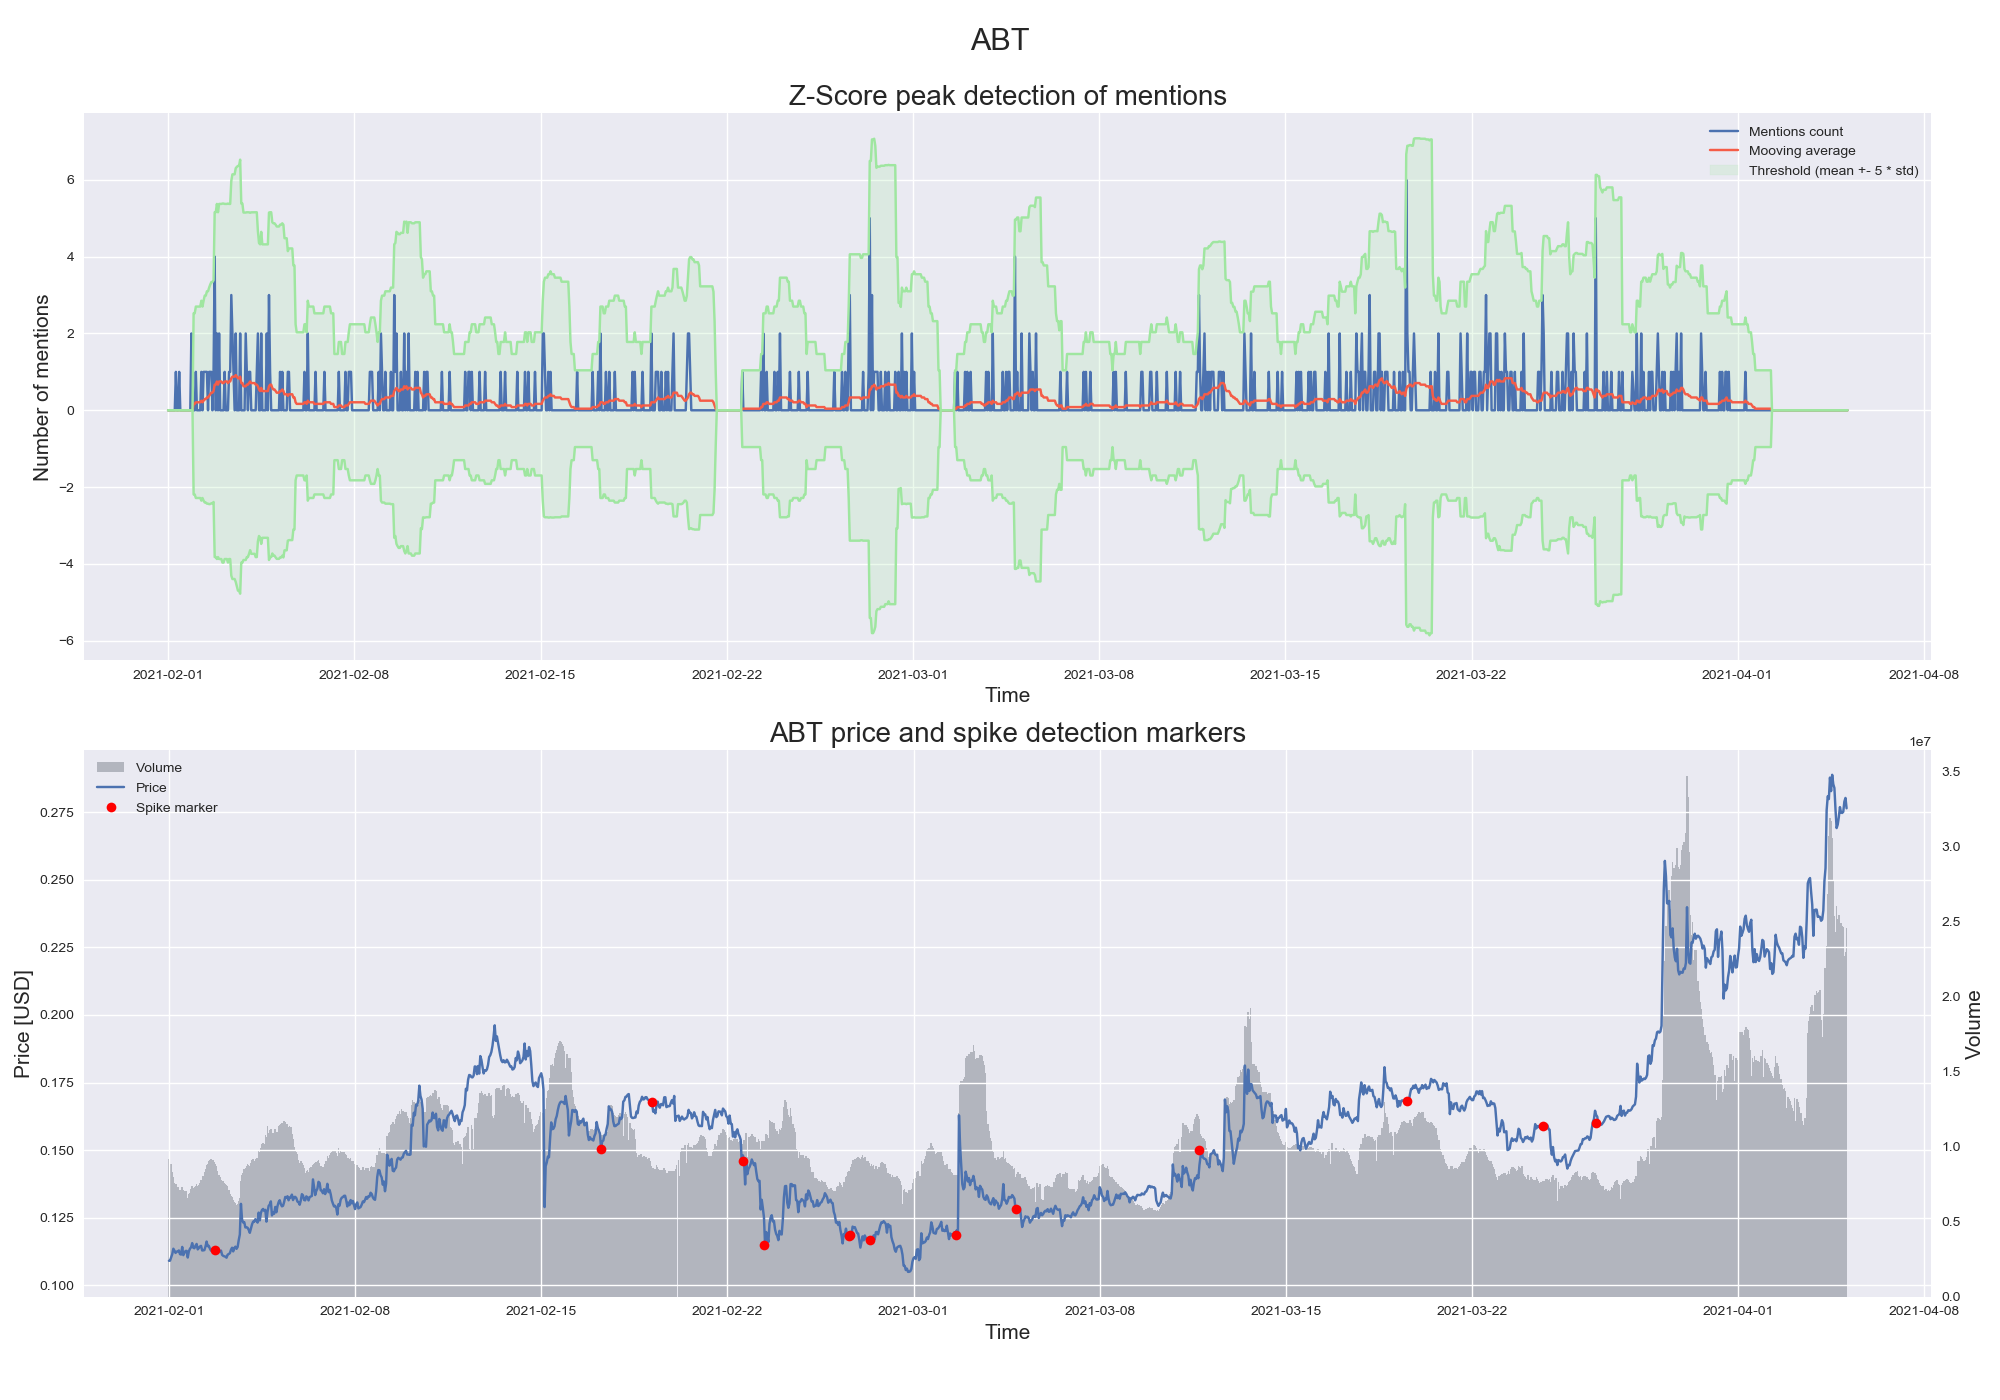 ABT
Z-Score peak detection of mentions
Mentions count
Mooving average
Threshold (mean +- 5 * std)
Number of mentions
6
4
2
0
−2
−4
−6
2021-02-01 2021-02-08 2021-02-15 2021-02-22 2021-03-01 2021-03-08 2021-03-15 2021-03-22 2021-04-01 2021-04-08
Time
ABT price and spike detection markers
1e7
Volume
Price
Spike marker
Price [USD]
0.275
0.250
0.225
0.200
0.175
0.150
0.125
0.100
3.5
3.0
2.5
2.0
1.5
1.0
0.5
0.0
Volume
2021-02-01 2021-02-08 2021-02-15 2021-02-22 2021-03-01 2021-03-08 2021-03-15 2021-03-22 2021-04-01 2021-04-08
Time